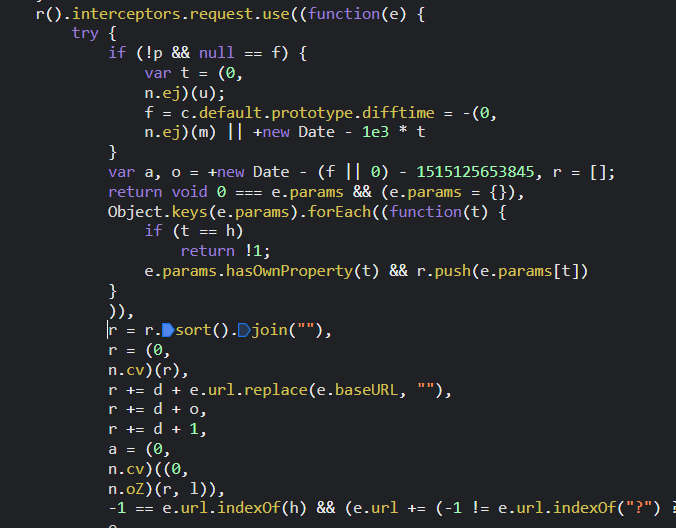 r().interceptors.request.use((function(e) {
try {
if (!p && null == f) {
var t = (0,
n.ej)(u);
f = c.default.prototype.difftime = -(0,
n.ej)(m) || +new Date - 1e3 * t
}
var a, o = +new Date - (f || 0) - 1515125653845, r = [];
return void 0 === e.params && (e.params = {}),
Object.keys(e.params).forEach((function(t) {
if (t == h)
return !1;
e.params.hasOwnProperty(t) && r.push(e.params[t])
}
)),
r = r.sort().join(""),
r = (0,
n.cv)(r),
r += d + e.url.replace(e.baseURL, ""),
r += d + o,
r += d + 1,
a = (0,
n.cv)((0,
n.oZ)(r, l)),
-1 == e.url.indexOf(h) && (e.url += (-1 != e.url.indexOf("?") ?